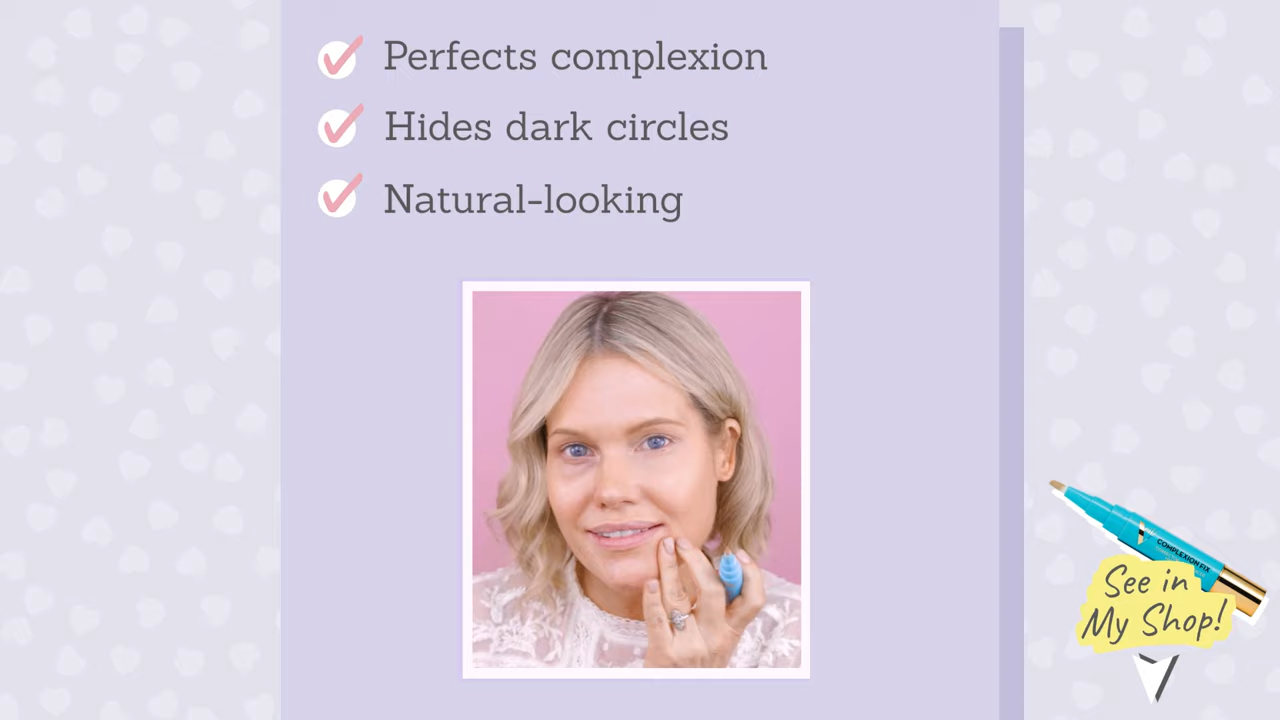 Perfects complexion
Hides dark circles
Natural-looking
COMPLEXION FIX
See in
My Shop!